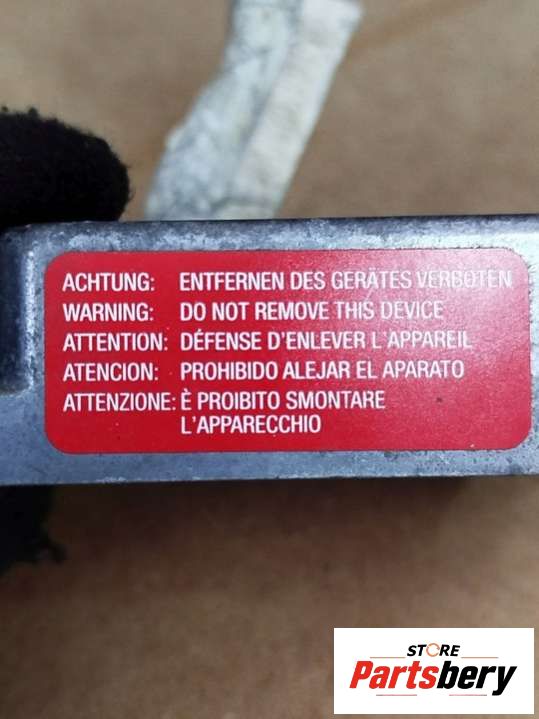 ACHTUNG: ENTFERNEN DES GERÄTES VERBOTEN
WARNING: DO NOT REMOVE THIS DEVICE
ATTENTION: DÉFENSE D'ENLEVER L'APPAREIL
ATENCION: PROHIBIDO ALEJAR EL APARATO
ATTENZIONE: È PROIBITO SMONTARE
L'APPARECCHIO
STORE
Partsbery